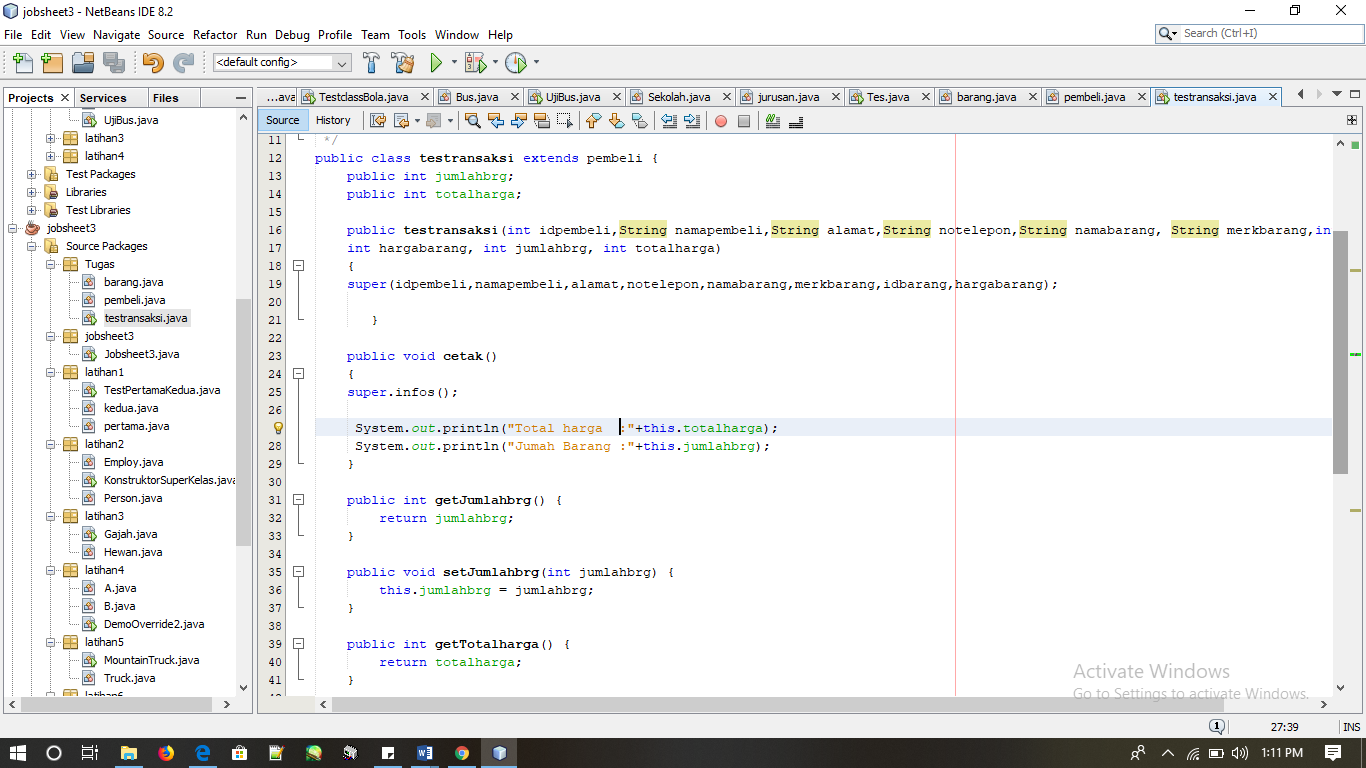 jobsheet3 - NetBeans IDE 8.2
File Edit View Navigate Source Refactor Run Debug Profile Team Tools Window Help
Search (Ctrl+I)
<default config>
Projects Services Files
...ava TestclassBola.java Bus.java UjiBus.java Sekolah.java jurusan.java Tes.java barang.java pembeli.java testransaksi.java
Source History
UjiBus.java
latihan3
latihan4
Test Packages
Libraries
Test Libraries
jobsheet3
Source Packages
Tugas
barang.java
pembeli.java
testransaksi.java
jobsheet3
Jobsheet3.java
latihan1
TestPertamaKedua.java
kedua.java
pertama.java
latihan2
Employ.java
KonstruktorSuperKelas.java
Person.java
latihan3
Gajah.java
Hewan.java
latihan4
A.java
B.java
DemoOverride2.java
latihan5
MountainTruck.java
Truck.java
latihan6
11 */
12 public class testransaksi extends pembeli {
13 public int jumlahbrg;
14 public int totalharga;
15
16 public testransaksi(int idpembeli,String namapembeli,String alamat,String notelepon,String namabarang, String merkbarang,in
17 int hargabarang, int jumlahbrg, int totalharga)
18 {
19 super(idpembeli,namapembeli,alamat,notelepon,namabarang,merkbarang,idbarang,hargabarang);
20
21 }
22
23 public void cetak()
24 {
25 super.infos();
26
System.out.println("Total harga  :"+this.totalharga);
28 System.out.println("Jumah Barang :"+this.jumlahbrg);
29 }
30
31 public int getJumlahbrg() {
32 return jumlahbrg;
33 }
34
35 public void setJumlahbrg(int jumlahbrg) {
36 this.jumlahbrg = jumlahbrg;
37 }
38
39 public int getTotalharga() {
40 return totalharga;
41 }
Activate Windows
Go to Settings to activate Windows.
1 27:39 INS
1:11 PM